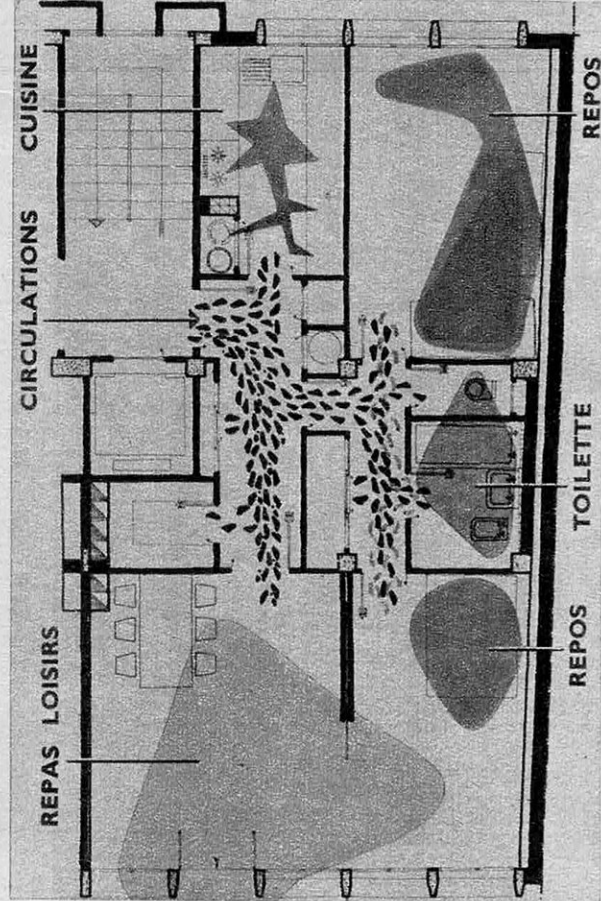 REPAS LOISIRS
CIRCULATIONS
CUISINE
REPOS
TOILETTE
REPOS